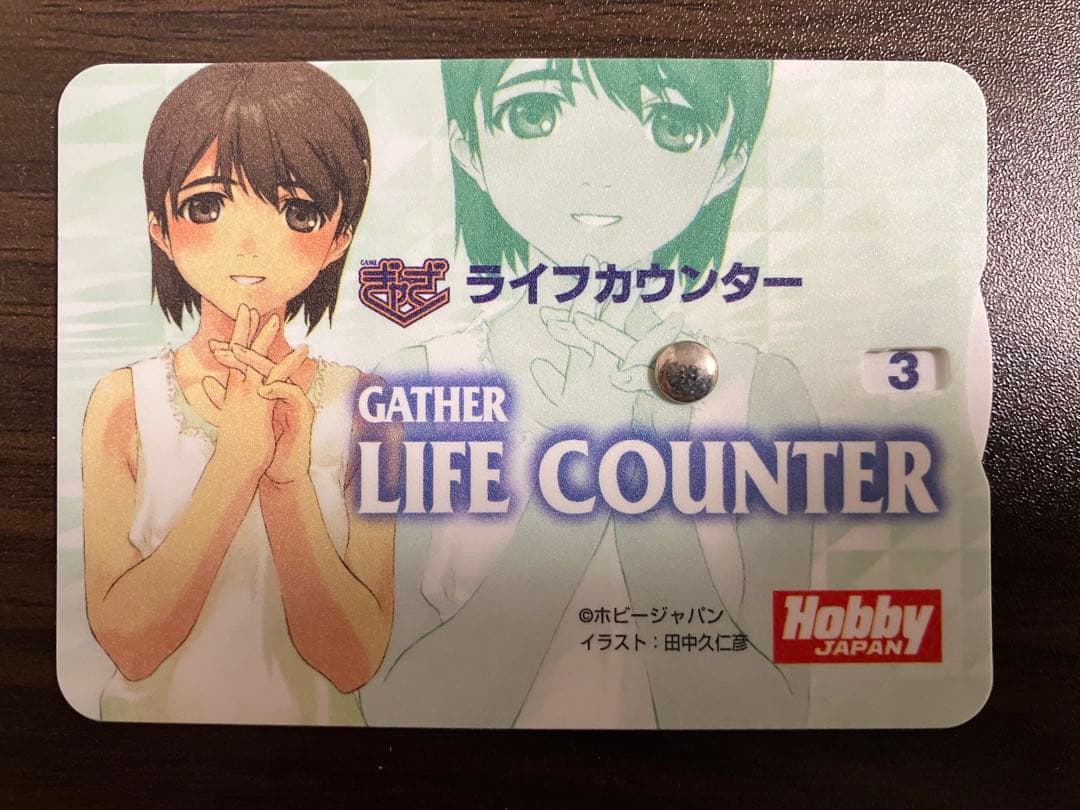 GAME
ぎゃざ ライフカウンター
3
GATHER
LIFE COUNTER
©ホビージャパン
イラスト：田中久仁彦
Hobby
JAPAN